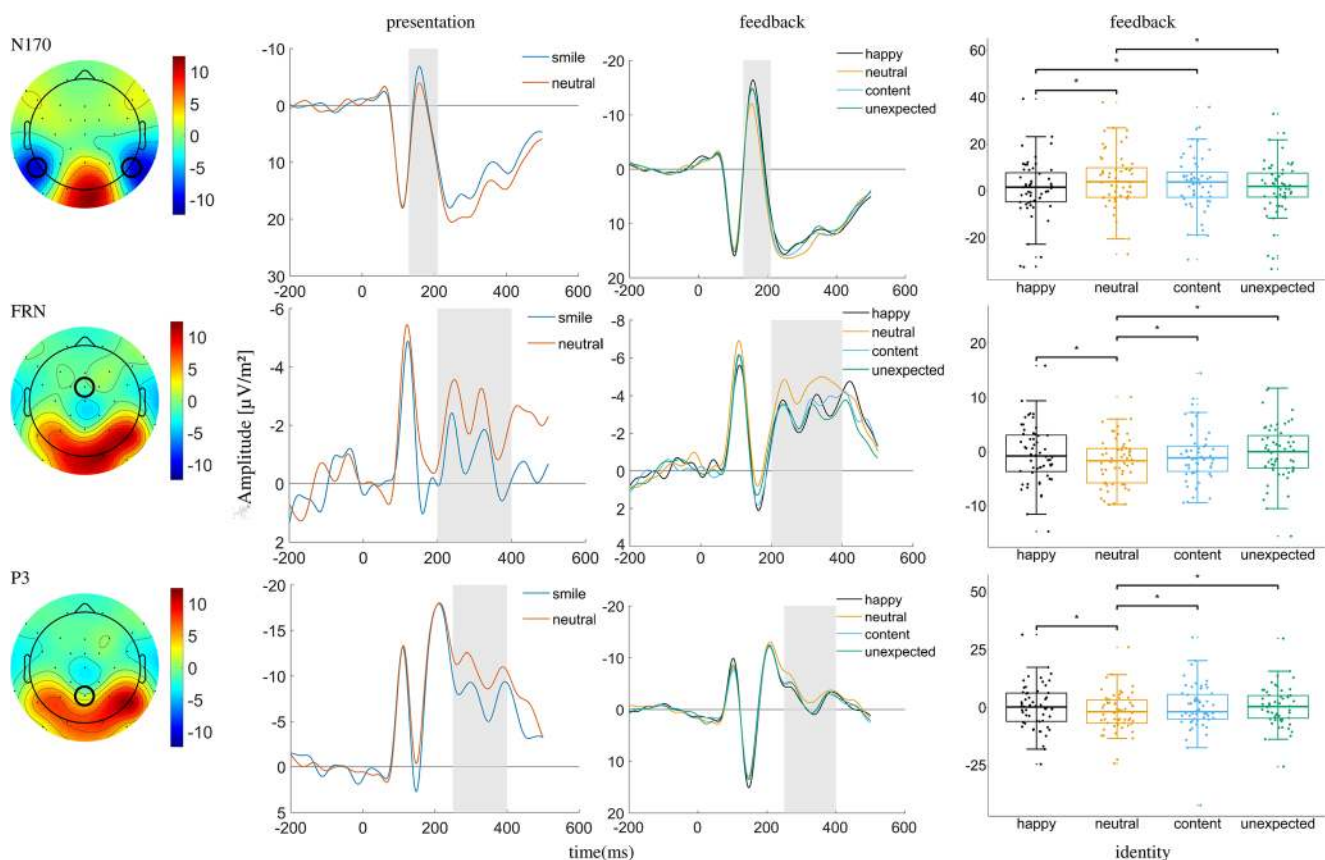 presentation feedback feedback
N170
10
5
0
-5
-10
-10
0
10
20
30
-200 0 200 400 600
smile
neutral
-20
-10
0
10
20
-200 0 200 400 600
happy
neutral
content
unexpected
60
40
20
0
-20
* * *
happy neutral content unexpected
FRN
10
5
0
-5
-10
Amplitude [µV/m²]
-6
-4
-2
0
2
-200 0 200 400 600
smile
neutral
-8
-6
-4
-2
0
2
4
-200 0 200 400 600
happy
neutral
content
unexpected
20
10
0
-10
* * *
happy neutral content unexpected
P3
10
5
0
-5
-10
-20
-15
-10
-5
0
5
-200 0 200 400 600
smile
neutral
-20
-10
0
10
20
-200 0 200 400 600
happy
neutral
content
unexpected
50
25
0
-25
* * *
happy neutral content unexpected
time(ms) identity